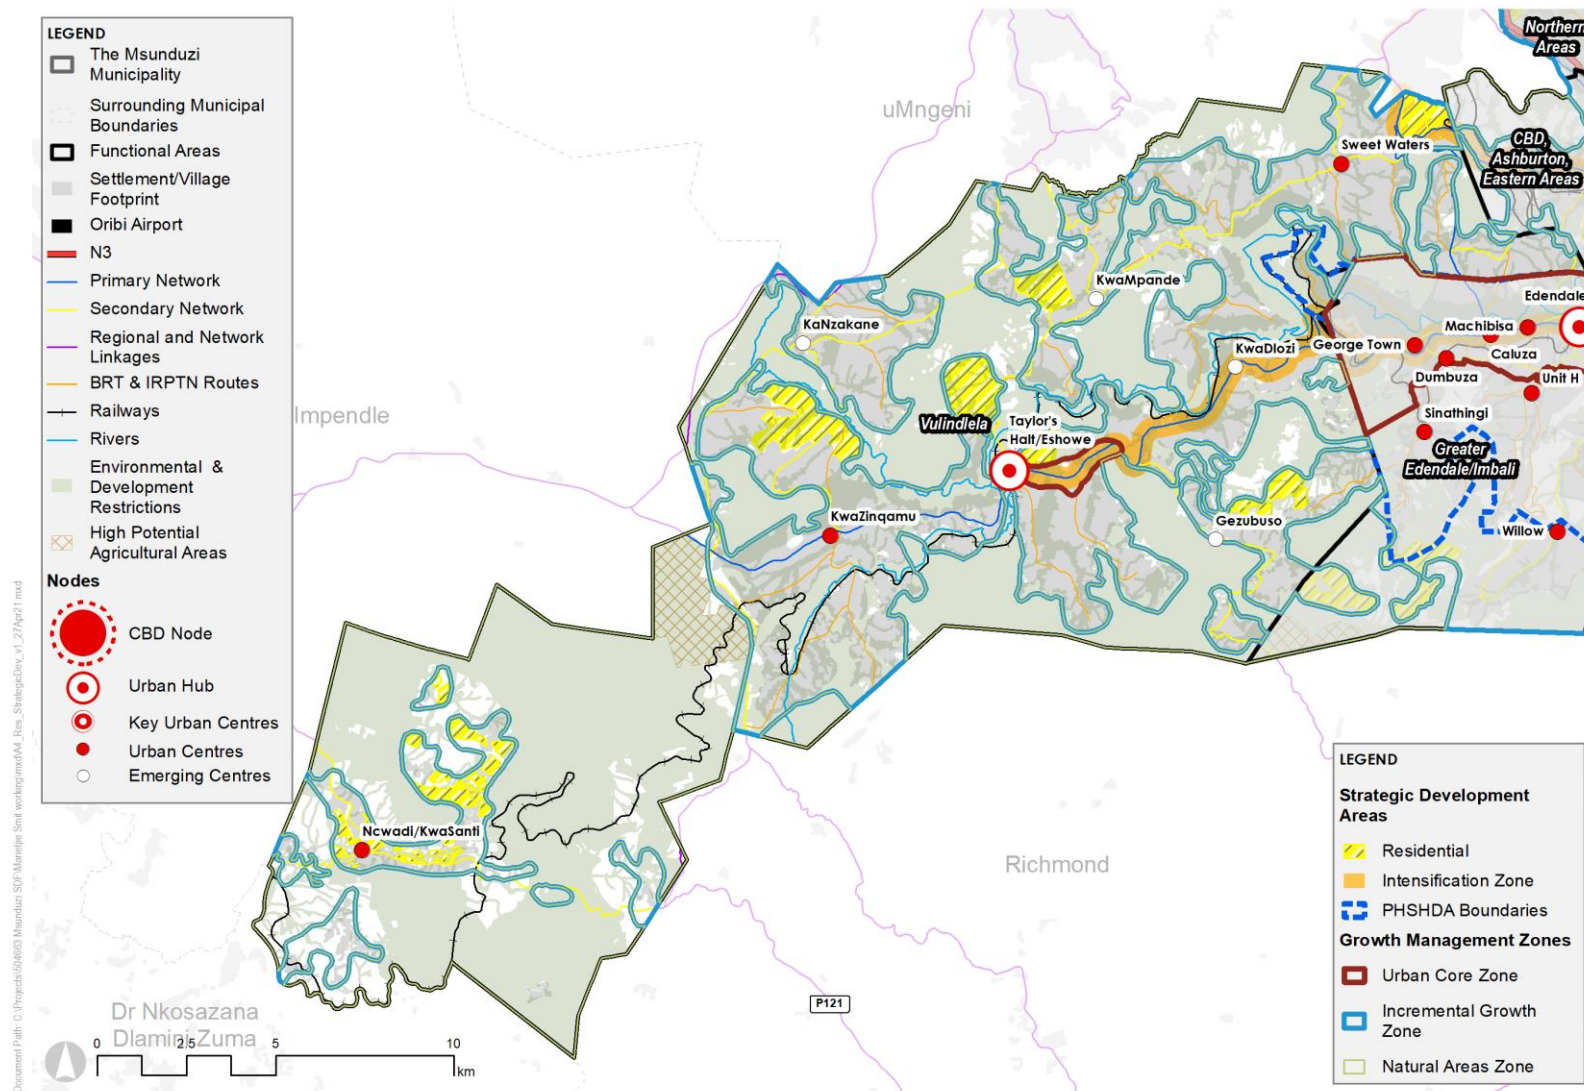 LEGEND
The Msunduzi
Municipality
Surrounding Municipal
Boundaries
Functional Areas
Settlement/Village
Footprint
Oribi Airport
N3
Primary Network
Secondary Network
Regional and Network
Linkages
BRT & IRPTN Routes
Railways
Rivers
Environmental &
Development
Restrictions
High Potential
Agricultural Areas
Nodes
CBD Node
Urban Hub
Key Urban Centres
Urban Centres
Emerging Centres
uMngeni
Northern
Areas
Sweet Waters
CBD,
Ashburton,
Eastern Areas
KwaMpande
Edendale
KaNzakane
Machibisa
George Town
Caluza
KwaDlozi
Dumbuza
Unit H
Impendle
Vulindlela
Taylor's
Halt/Eshowe
Sinathingi
Greater
Edendale/Imbali
KwaZinqamu
Gezubuso
Willow
Ncwadi/KwaSanti
Richmond
P121
Dr Nkosazana
Dlamini Zuma
0 2,5 5 10
km
LEGEND
Strategic Development
Areas
Residential
Intensification Zone
PHSHDA Boundaries
Growth Management Zones
Urban Core Zone
Incremental Growth
Zone
Natural Areas Zone